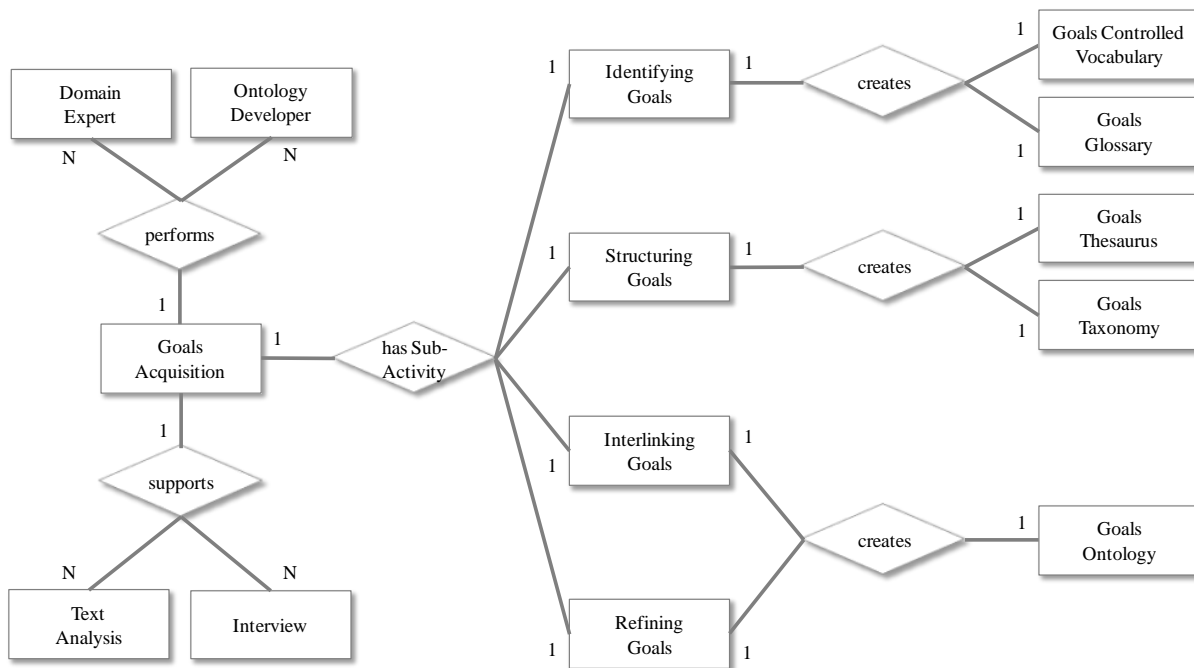 1
Goals Controlled
Vocabulary
1
Identifying
Goals
1
creates
Domain
Expert
Ontology
Developer
1
Goals
Glossary
N
N
performs
1
Goals
Thesaurus
1
Structuring
Goals
1
creates
1
Goals
Taxonomy
1
Goals
Acquisition
1
has Sub-
Activity
1
1
Interlinking
Goals
1
supports
1
creates
1
Goals
Ontology
N
N
Text
Analysis
Interview
1
Refining
Goals
1